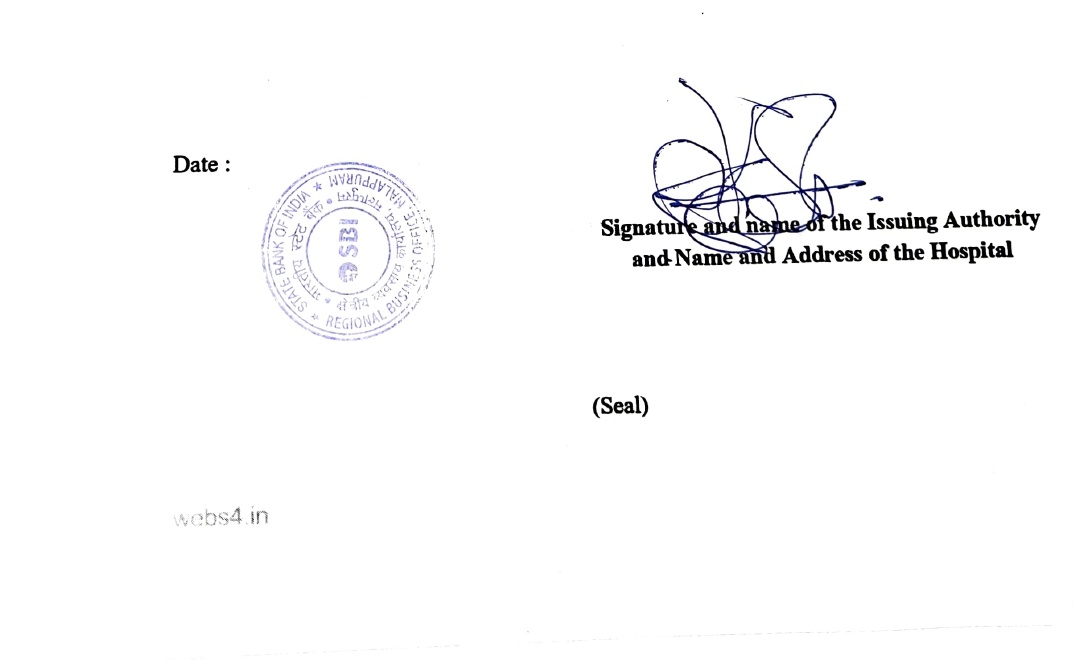 Date :
STATE BANK OF INDIA ★ REGIONAL BUSINESS OFFICE, MALAPPURAM ★
भारतीय स्टेट बैंक * क्षेत्रीय व्यवसाय कार्यालय, मलप्पुरम *
SBI
Signature and name of the Issuing Authority
and Name and Address of the Hospital
(Seal)
webs4.in